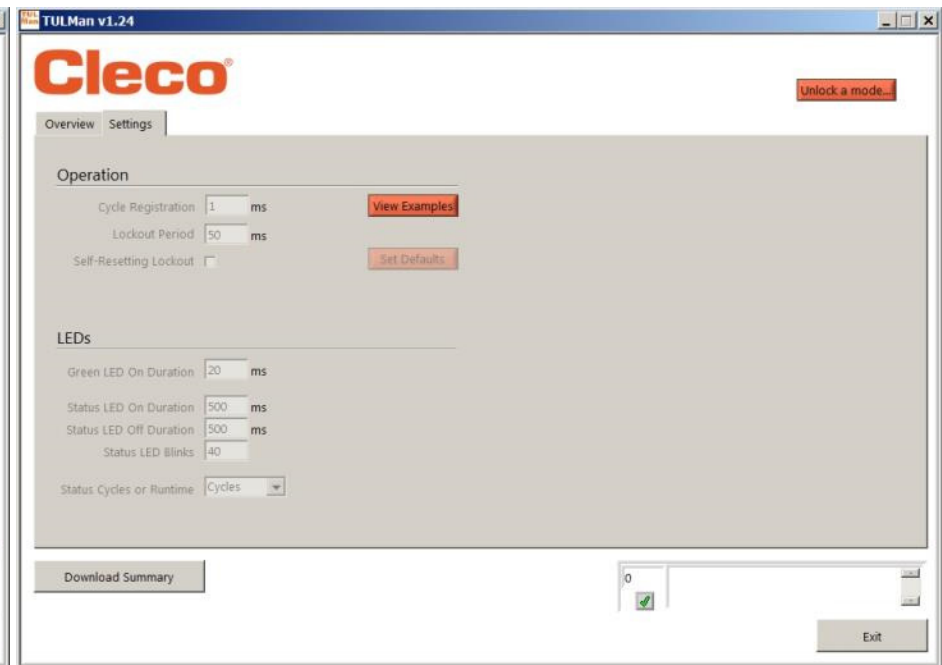 TULMan v1.24
Cleco®
Unlock a mode...
Overview Settings
Operation
Cycle Registration 1 ms View Examples
Lockout Period 50 ms
Self-Resetting Lockout Set Defaults
LEDs
Green LED On Duration 20 ms
Status LED On Duration 500 ms
Status LED Off Duration 500 ms
Status LED Blinks 40
Status Cycles or Runtime Cycles
Download Summary
0
Exit